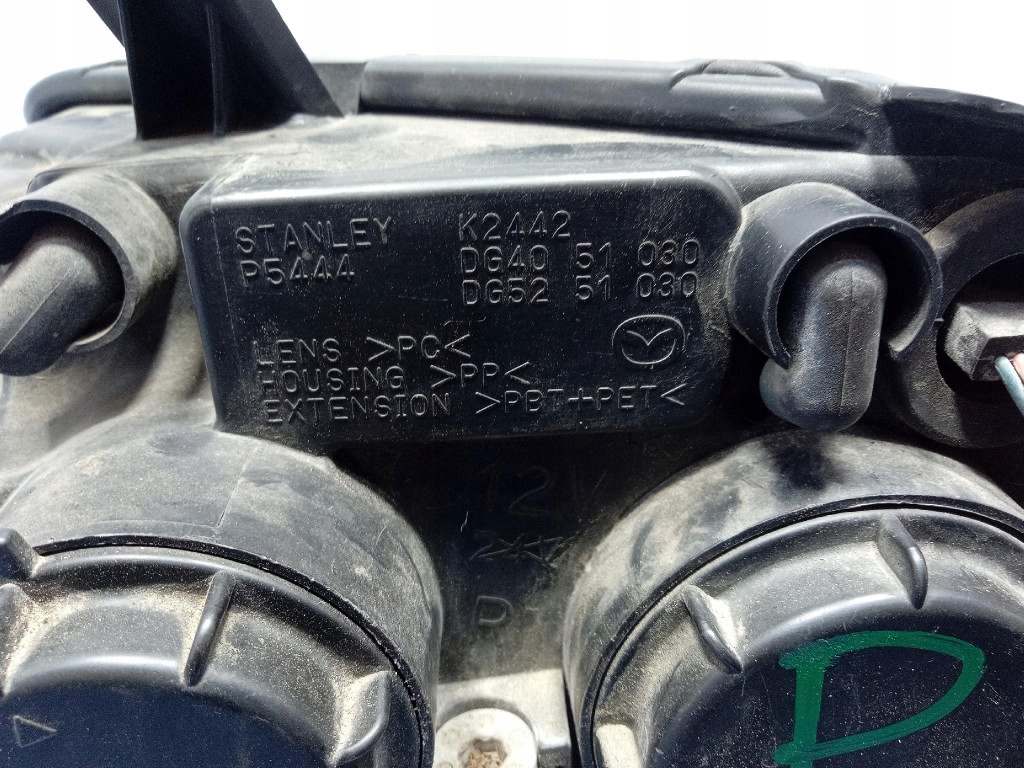 STANLEY K2442
P5444 DG40 51 030
DG52 51 030
LENS >PC<
HOUSING >PP<
EXTENSION >PBT+PET<
12V
D
D